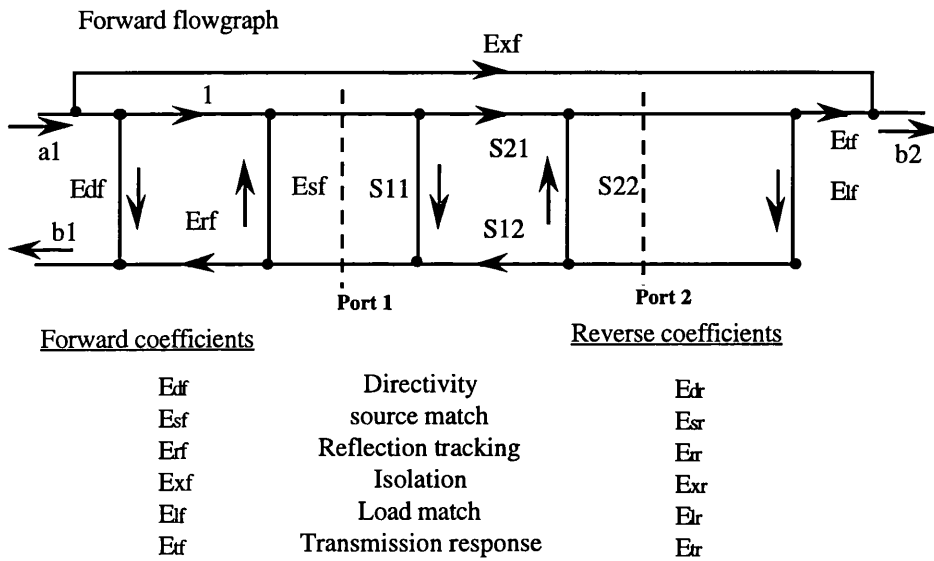 Forward flowgraph
Exf
1
a1
S21
Etf
b2
Edf
Esf
S11
S22
Elf
Erf
b1
S12
Port 1
Port 2
Forward coefficients
Reverse coefficients
Edf Directivity Edr
Esf source match Esr
Erf Reflection tracking Err
Exf Isolation Exr
Elf Load match Elr
Etf Transmission response Etr